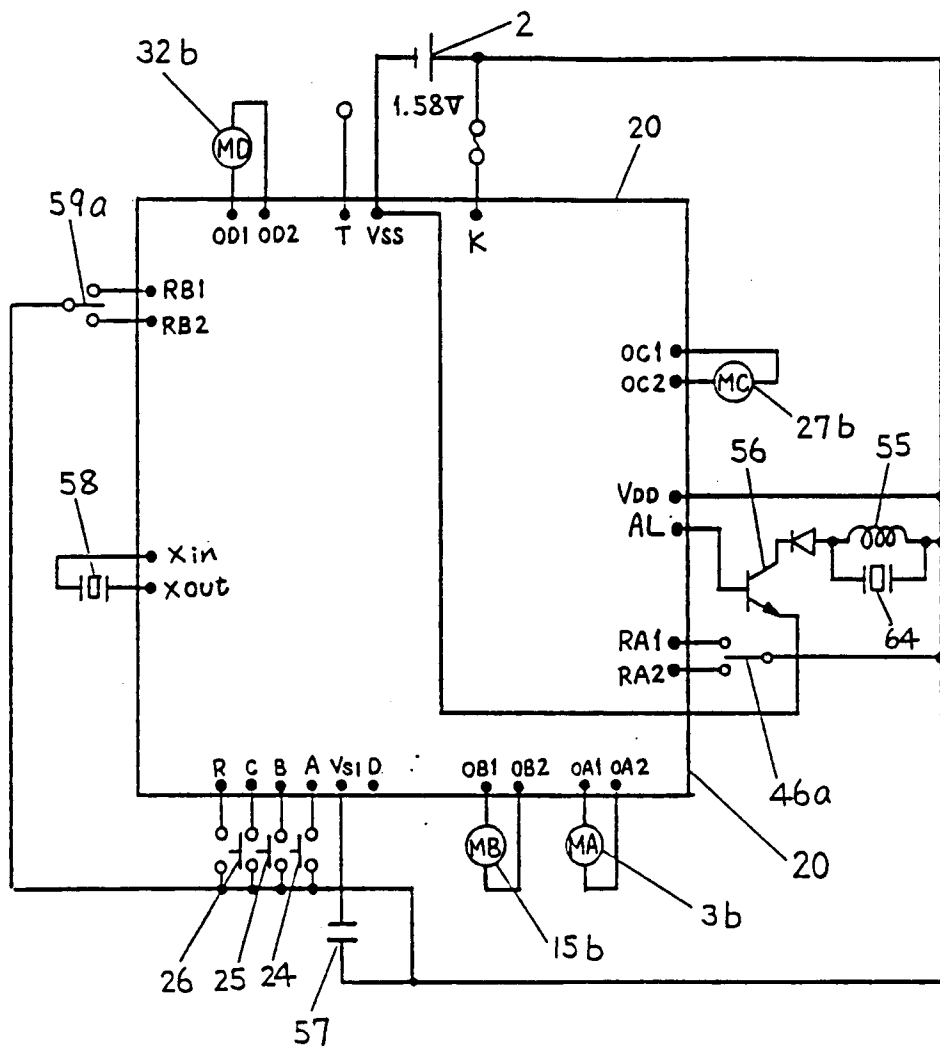 2
32b
1.58V
MD
20
59a
OD1 OD2 T VSS K
RB1
RB2
OC1
OC2 MC
27b
56 55
58
VDD
AL
Xin
Xout
64
RA1
RA2
R C B A VS1 D OB1 OB2 OA1 OA2
46a
MB MA
20
3b
15b
26 25 24
57